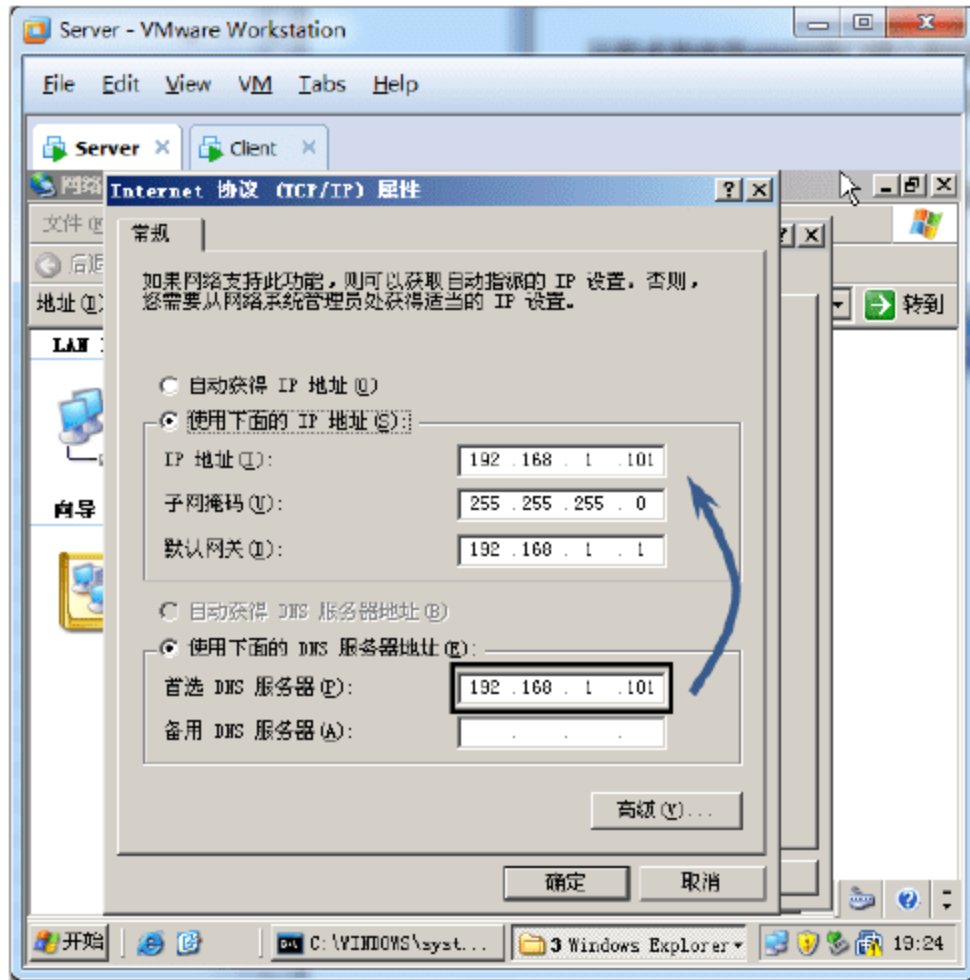 Server - VMware Workstation
File Edit View VM Tabs Help
Server Client
网络
Internet 协议 (TCP/IP) 属性
文件
常规
后退
如果网络支持此功能，则可以获取自动指派的 IP 设置。否则，
您需要从网络系统管理员处获得适当的 IP 设置。
地址(D)
转到
LAN
自动获得 IP 地址(O)
使用下面的 IP 地址(S):
IP 地址(I): 192 .168 . 1 .101
子网掩码(U): 255 .255 .255 . 0
向导
默认网关(D): 192 .168 . 1 . 1
自动获得 DNS 服务器地址(B)
使用下面的 DNS 服务器地址(E):
首选 DNS 服务器(P): 192 .168 . 1 .101
备用 DNS 服务器(A): . . .
高级(V)...
确定 取消
开始 C:\WINDOWS\syst... 3 Windows Explorer 19:24